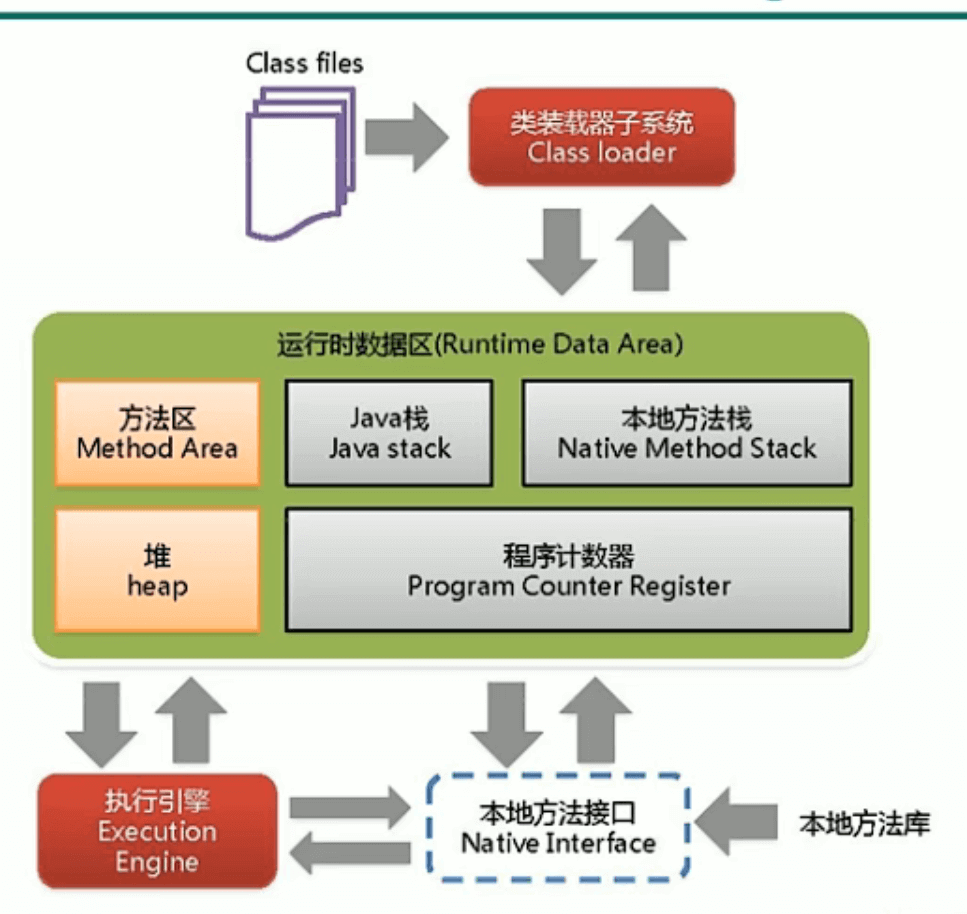 Class files
类装载器子系统
Class loader
运行时数据区(Runtime Data Area)
方法区
Method Area
Java栈
Java stack
本地方法栈
Native Method Stack
堆
heap
程序计数器
Program Counter Register
执行引擎
Execution
Engine
本地方法接口
Native Interface
本地方法库